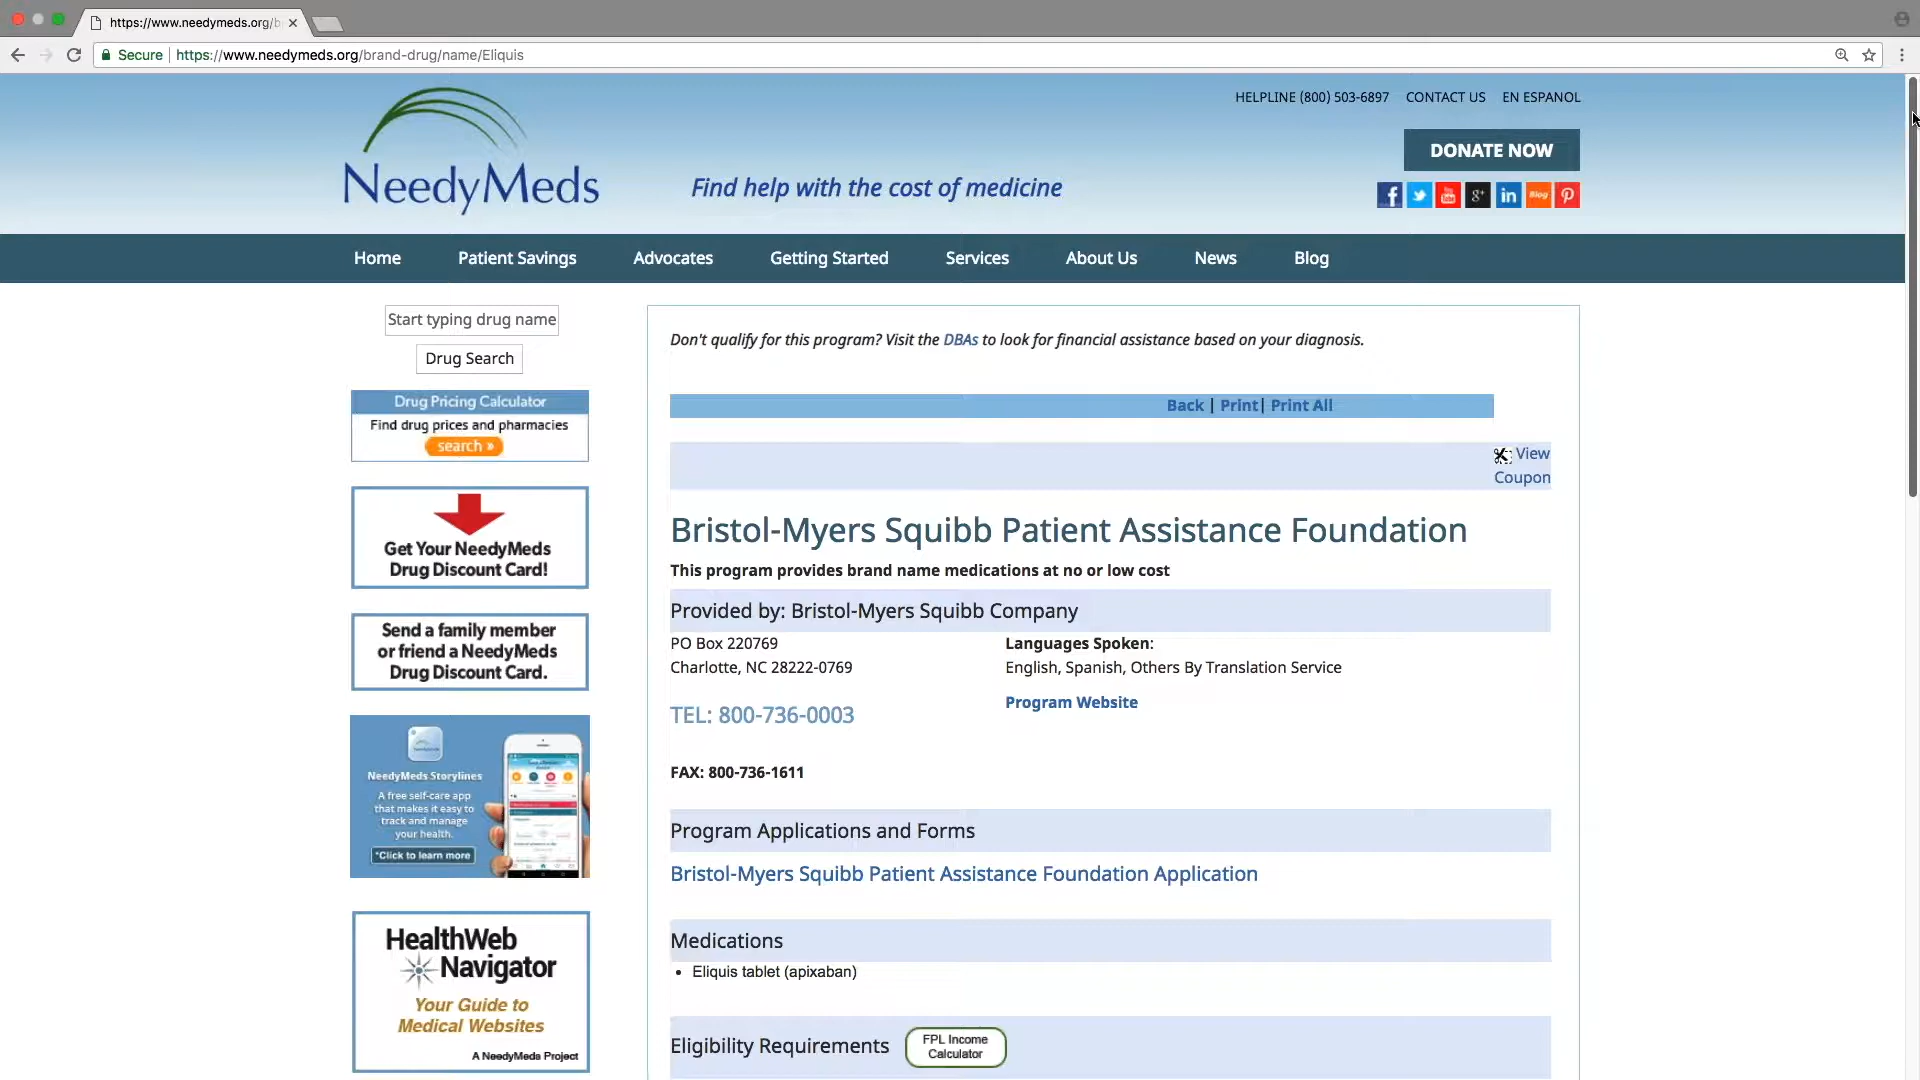 https://www.needymeds.org/b
Secure https://www.needymeds.org/brand-drug/name/Eliquis
HELPLINE (800) 503-6897 CONTACT US EN ESPANOL
DONATE NOW
NeedyMeds
Find help with the cost of medicine
f You Tube g+ in Blog
Home Patient Savings Advocates Getting Started Services About Us News Blog
Start typing drug name
Drug Search
Drug Pricing Calculator
Find drug prices and pharmacies
search »
Get Your NeedyMeds
Drug Discount Card!
Send a family member
or friend a NeedyMeds
Drug Discount Card.
NeedyMeds Storylines
A free self-care app
that makes it easy to
track and manage
your health.
*Click to learn more
HealthWeb
Navigator
Your Guide to
Medical Websites
A NeedyMeds Project
Don't qualify for this program? Visit the DBAs to look for financial assistance based on your diagnosis.
Back | Print| Print All
View
Coupon
Bristol-Myers Squibb Patient Assistance Foundation
This program provides brand name medications at no or low cost
Provided by: Bristol-Myers Squibb Company
PO Box 220769
Charlotte, NC 28222-0769
TEL: 800-736-0003
FAX: 800-736-1611
Languages Spoken:
English, Spanish, Others By Translation Service
Program Website
Program Applications and Forms
Bristol-Myers Squibb Patient Assistance Foundation Application
Medications
• Eliquis tablet (apixaban)
Eligibility Requirements
FPL Income
Calculator